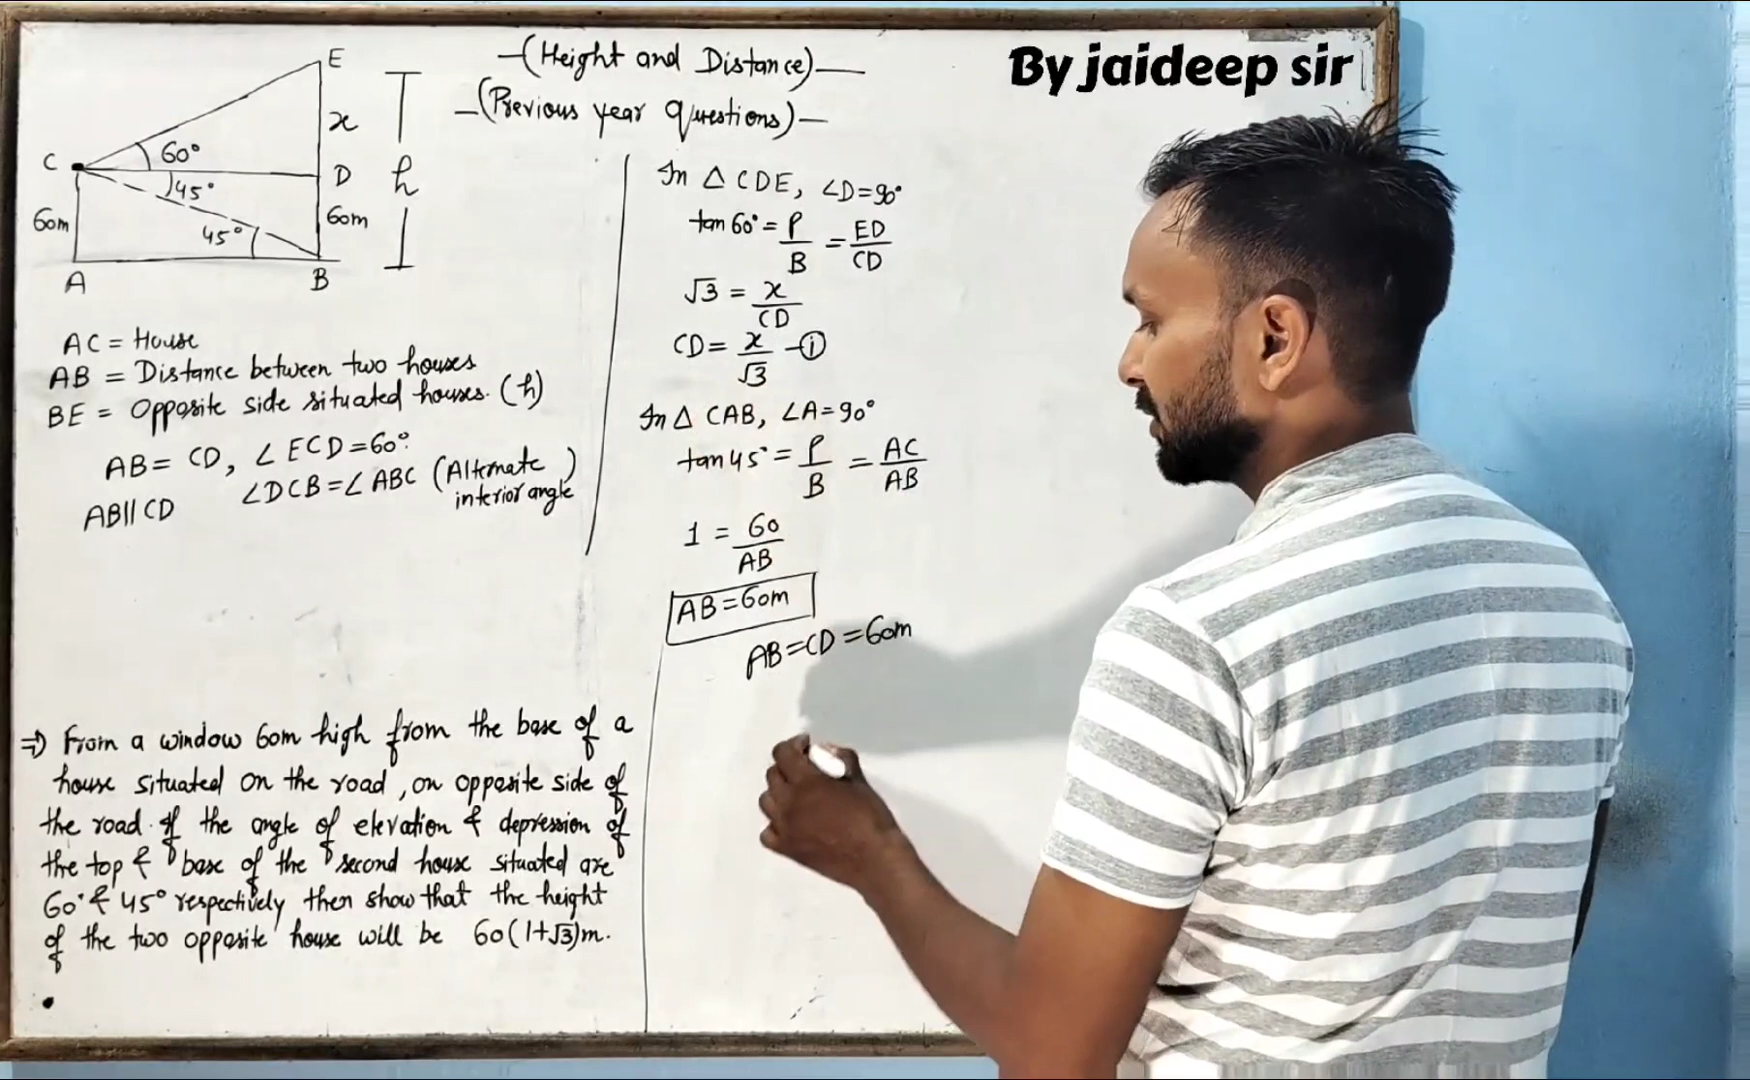 —(Height and Distance)—
—(Previous year Questions)—
By jaideep sir
E
x
C
60°
D
h
45°
60m
60m
45°
A
B
AC = House
AB = Distance between two houses
BE = Opposite side situated houses. (h)
AB = CD, ∠ECD=60°
AB||CD ∠DCB=∠ABC (Alternate interior angle)
⇒ From a window 60m high from the base of a
house situated on the road, on opposite side of
the road. If the angle of elevation & depression of
the top & base of the second house situated are
60° & 45° respectively then show that the height
of the two opposite house will be 60(1+√3)m.
In △ CDE, ∠D=90°
tan 60° = P/B = ED/CD
√3 = x/CD
CD = x/√3 —①
In △ CAB, ∠A=90°
tan 45° = P/B = AC/AB
1 = 60/AB
AB=60m
AB=CD=60m